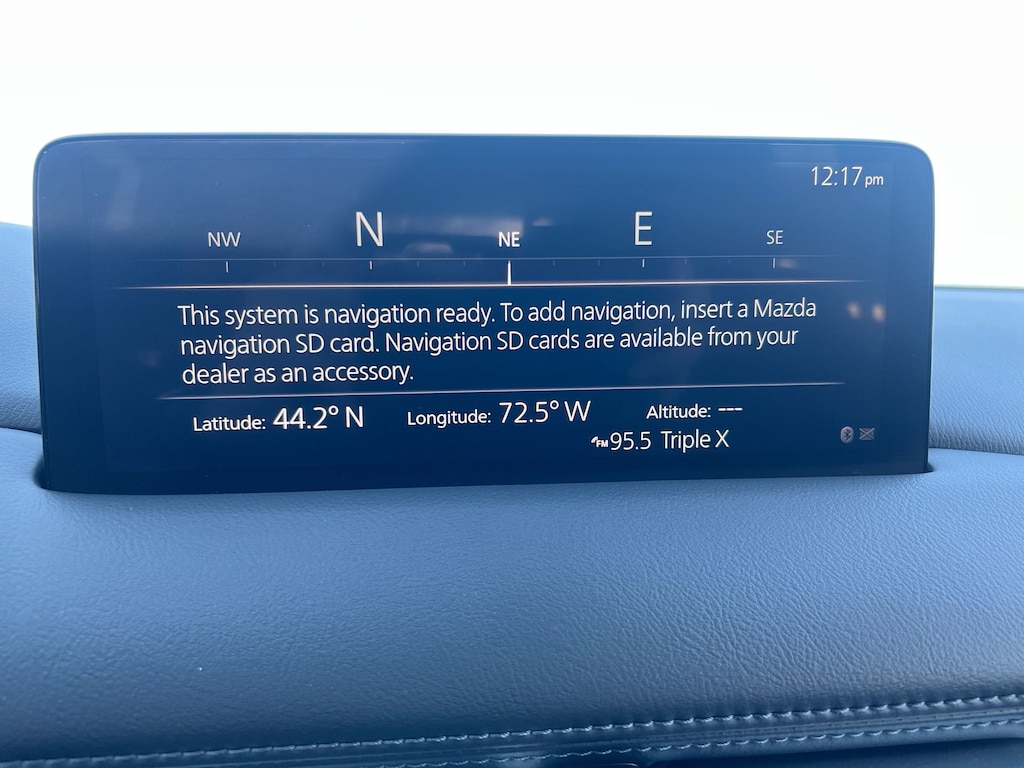 12:17 pm
NW N NE E SE
This system is navigation ready. To add navigation, insert a Mazda
navigation SD card. Navigation SD cards are available from your
dealer as an accessory.
Latitude: 44.2° N Longitude: 72.5° W Altitude: ---
FM 95.5 Triple X